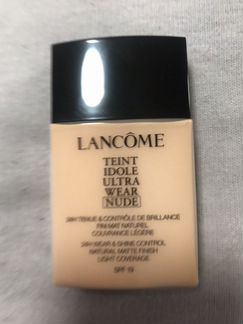 LANCÔME
TEINT
IDOLE
ULTRA
WEAR
NUDE
24H TENUE & CONTRÔLE DE BRILLANCE
FINI MAT NATUREL
COUVRANCE LÉGÈRE
24H WEAR & SHINE CONTROL
NATURAL MATTE FINISH
LIGHT COVERAGE
SPF 19